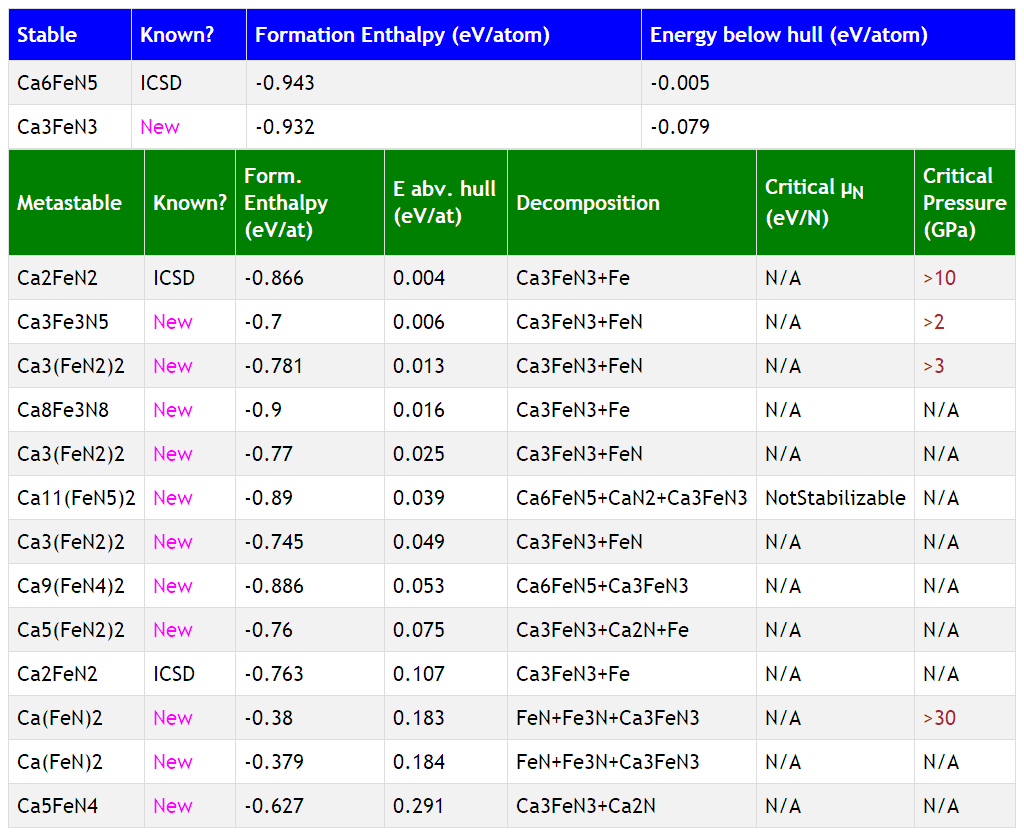 Stable Known? Formation Enthalpy (eV/atom) Energy below hull (eV/atom)
Ca6FeN5 ICSD -0.943 -0.005
Ca3FeN3 New -0.932 -0.079
Metastable Known? Form. Enthalpy (eV/at) E abv. hull (eV/at) Decomposition Critical μN (eV/N) Critical Pressure (GPa)
Ca2FeN2 ICSD -0.866 0.004 Ca3FeN3+Fe N/A >10
Ca3Fe3N5 New -0.7 0.006 Ca3FeN3+FeN N/A >2
Ca3(FeN2)2 New -0.781 0.013 Ca3FeN3+FeN N/A >3
Ca8Fe3N8 New -0.9 0.016 Ca3FeN3+Fe N/A N/A
Ca3(FeN2)2 New -0.77 0.025 Ca3FeN3+FeN N/A N/A
Ca11(FeN5)2 New -0.89 0.039 Ca6FeN5+CaN2+Ca3FeN3 NotStabilizable N/A
Ca3(FeN2)2 New -0.745 0.049 Ca3FeN3+FeN N/A N/A
Ca9(FeN4)2 New -0.886 0.053 Ca6FeN5+Ca3FeN3 N/A N/A
Ca5(FeN2)2 New -0.76 0.075 Ca3FeN3+Ca2N+Fe N/A N/A
Ca2FeN2 ICSD -0.763 0.107 Ca3FeN3+Fe N/A N/A
Ca(FeN)2 New -0.38 0.183 FeN+Fe3N+Ca3FeN3 N/A >30
Ca(FeN)2 New -0.379 0.184 FeN+Fe3N+Ca3FeN3 N/A N/A
Ca5FeN4 New -0.627 0.291 Ca3FeN3+Ca2N N/A N/A